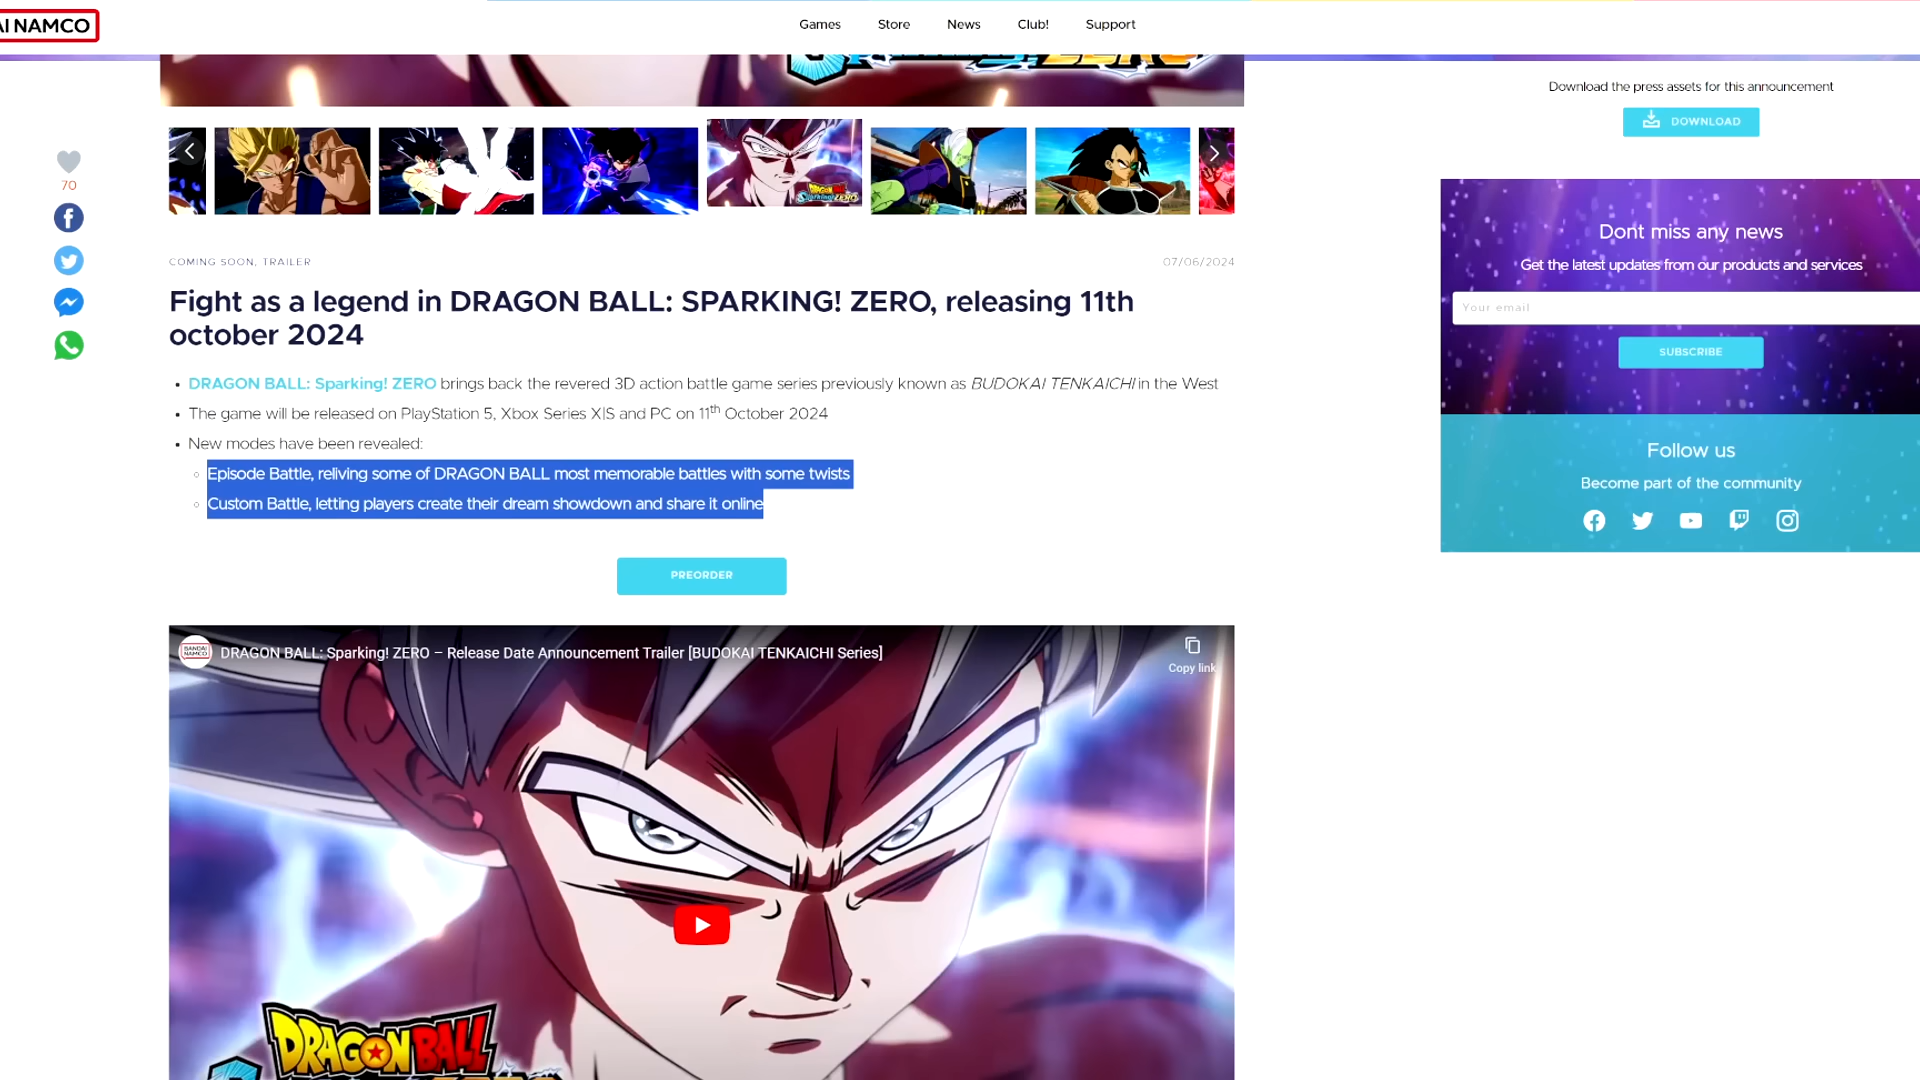 AI NAMCO
Games
Store
News
Club!
Support
Download the press assets for this announcement
DOWNLOAD
70
COMING SOON, TRAILER
07/06/2024
Fight as a legend in DRAGON BALL: SPARKING! ZERO, releasing 11th
october 2024
DRAGON BALL: Sparking! ZERO brings back the revered 3D action battle game series previously known as BUDOKAI TENKAICHI in the West
The game will be released on PlayStation 5, Xbox Series X|S and PC on 11th October 2024
New modes have been revealed:
Episode Battle, reliving some of DRAGON BALL most memorable battles with some twists
Custom Battle, letting players create their dream showdown and share it online
PREORDER
BANDAI
NAMCO
DRAGON BALL: Sparking! ZERO – Release Date Announcement Trailer [BUDOKAI TENKAICHI Series]
Copy link
DRAGON BALL
Dont miss any news
Get the latest updates from our products and services
Your email
SUBSCRIBE
Follow us
Become part of the community